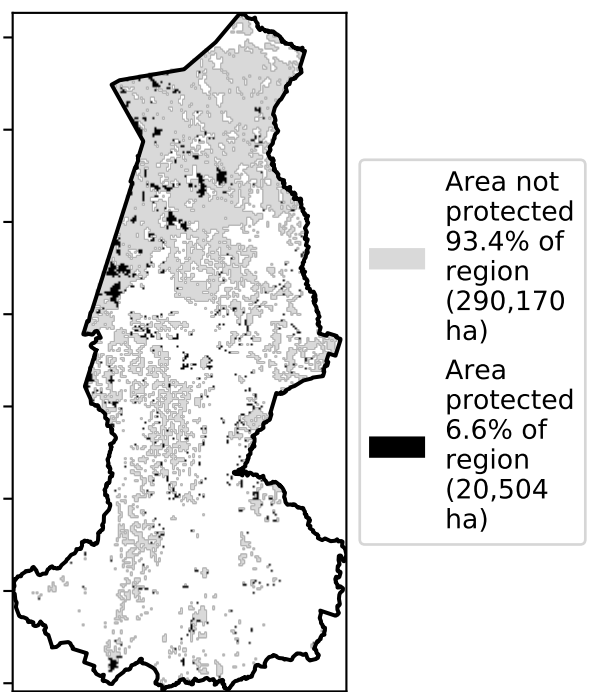 Area not
protected
93.4% of
region
(290,170
ha)
Area
protected
6.6% of
region
(20,504
ha)